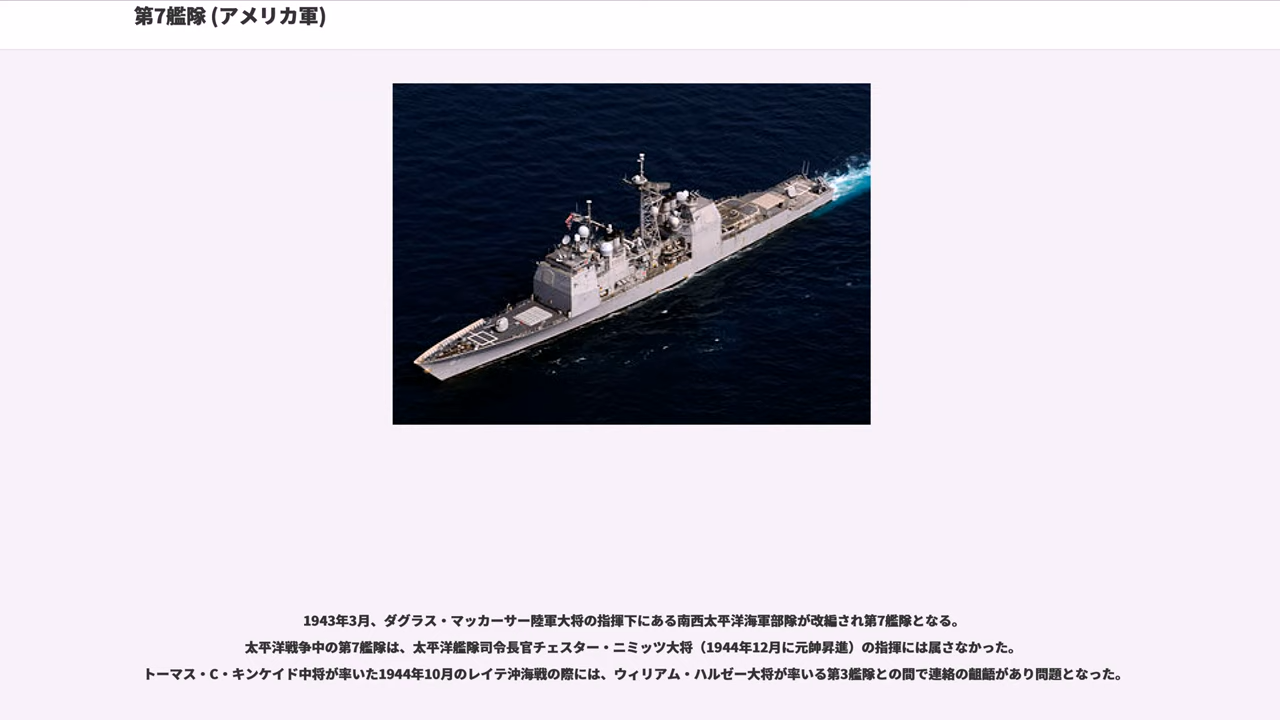 第7艦隊 (アメリカ軍)
1943年3月、ダグラス・マッカーサー陸軍大将の指揮下にある南西太平洋海軍部隊が改編され第7艦隊となる。
太平洋戦争中の第7艦隊は、太平洋艦隊司令長官チェスター・ニミッツ大将（1944年12月に元帥昇進）の指揮には属さなかった。
トーマス・C・キンケイド中将が率いた1944年10月のレイテ沖海戦の際には、ウィリアム・ハルゼー大将が率いる第3艦隊との間で連絡の齟齬があり問題となった。